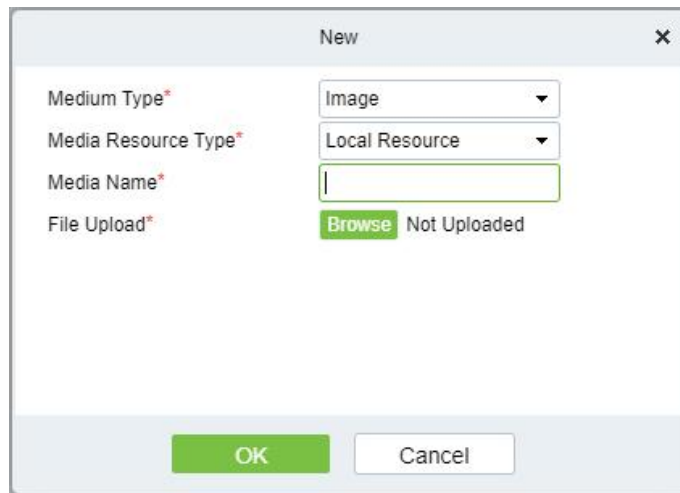 New
Medium Type* Image
Media Resource Type* Local Resource
Media Name*
File Upload* Browse Not Uploaded
OK Cancel